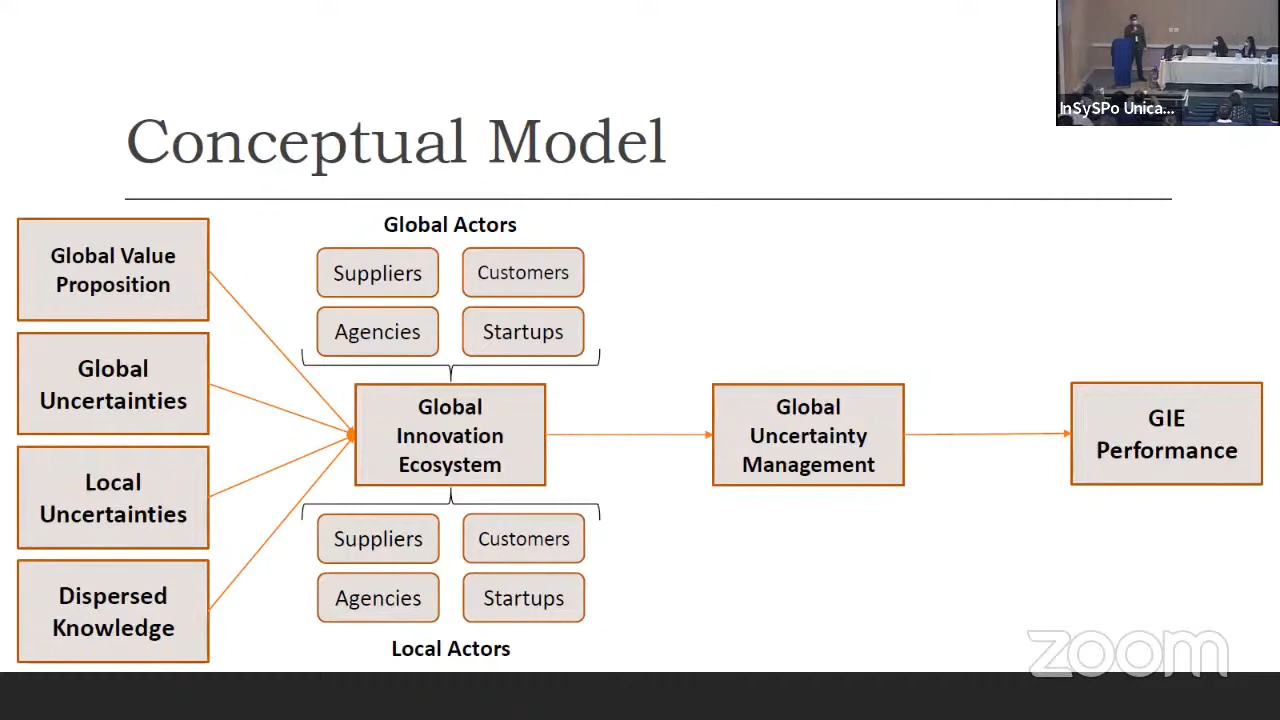 InSySPo Unica...
Conceptual Model
Global Value
Proposition
Global
Uncertainties
Local
Uncertainties
Dispersed
Knowledge
Global Actors
Suppliers
Customers
Agencies
Startups
Global
Innovation
Ecosystem
Suppliers
Customers
Agencies
Startups
Local Actors
Global
Uncertainty
Management
GIE
Performance
zoom